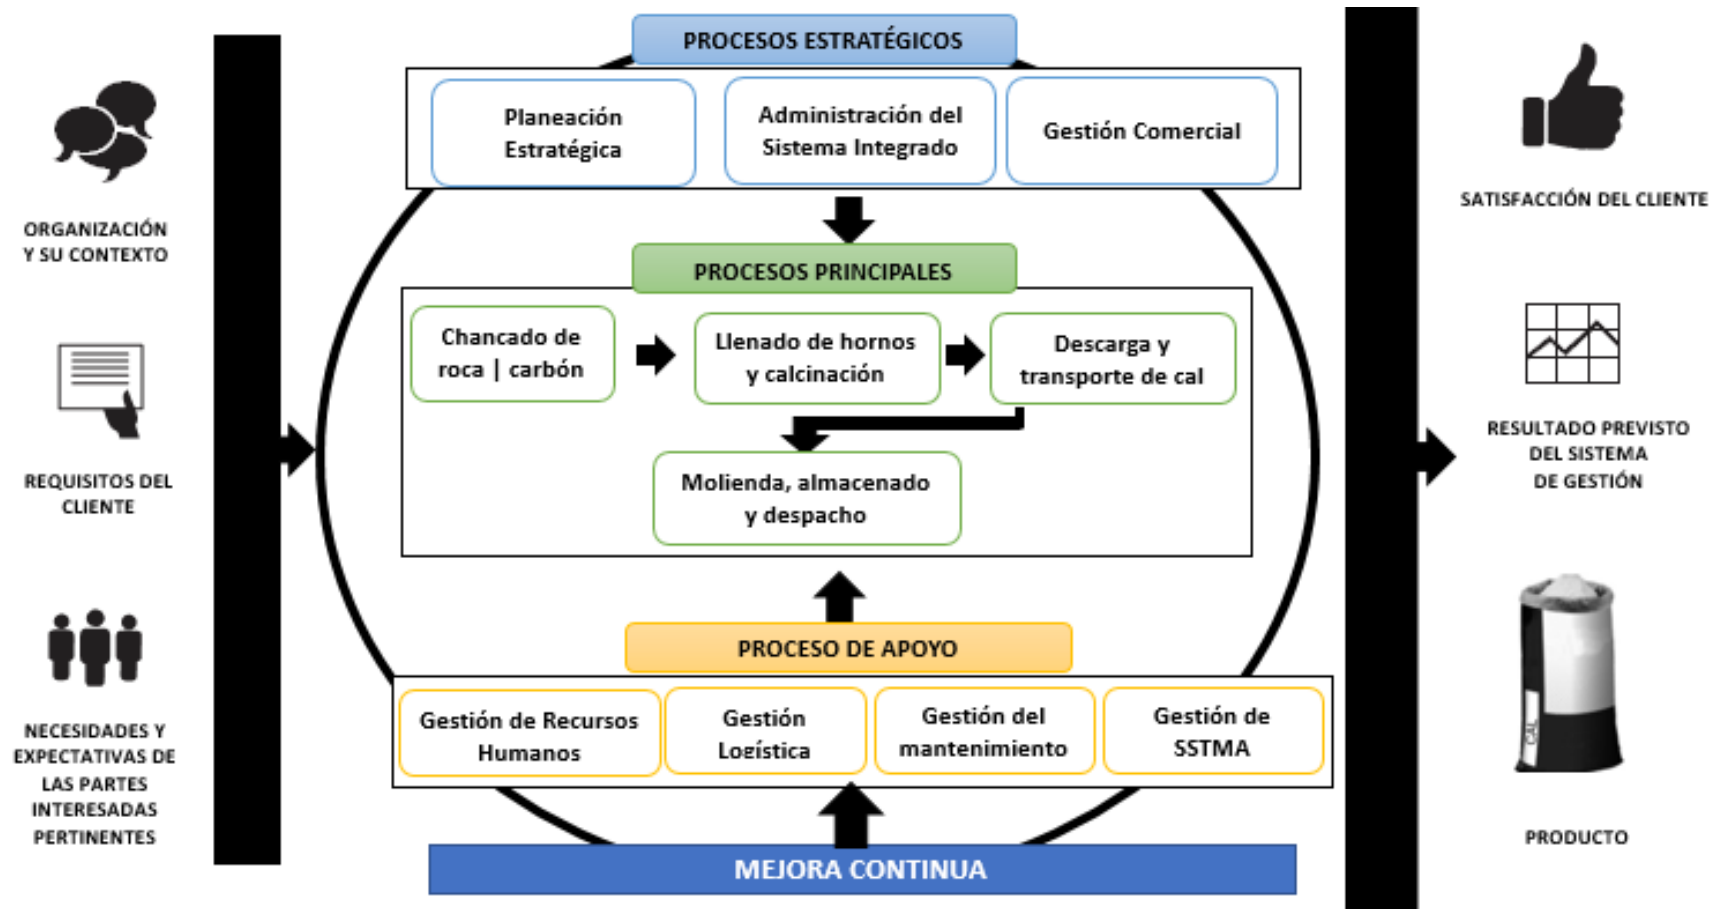 ORGANIZACIÓN
Y SU CONTEXTO
REQUISITOS DEL
CLIENTE
NECESIDADES Y
EXPECTATIVAS DE
LAS PARTES
INTERESADAS
PERTINENTES
PROCESOS ESTRATÉGICOS
Planeación
Estratégica
Administración del
Sistema Integrado
Gestión Comercial
PROCESOS PRINCIPALES
Chancado de
roca | carbón
Llenado de hornos
y calcinación
Descarga y
transporte de cal
Molienda, almacenado
y despacho
PROCESO DE APOYO
Gestión de Recursos
Humanos
Gestión
Logística
Gestión del
mantenimiento
Gestión de
SSTMA
MEJORA CONTINUA
SATISFACCIÓN DEL CLIENTE
RESULTADO PREVISTO
DEL SISTEMA
DE GESTIÓN
CAL
PRODUCTO